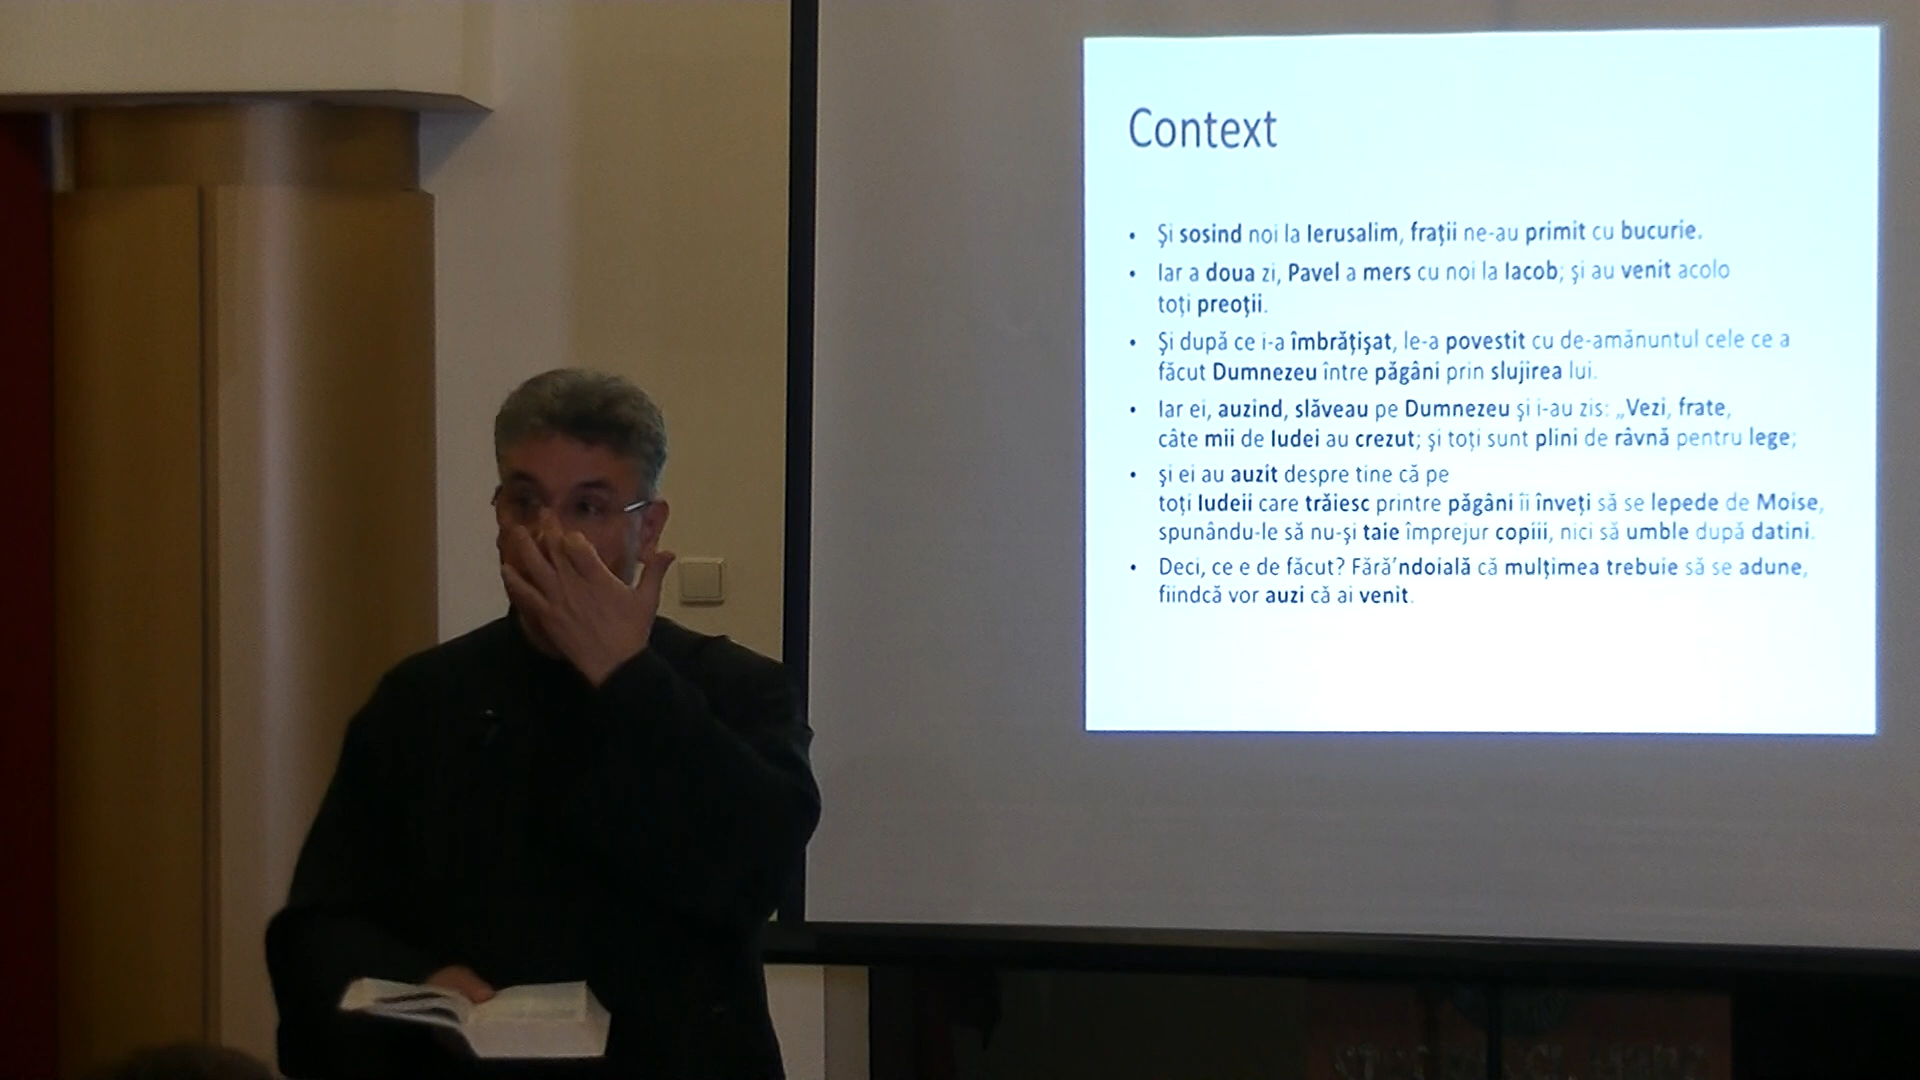 Context
• Şi sosind noi la Ierusalim, fraţii ne-au primit cu bucurie.
• Iar a doua zi, Pavel a mers cu noi la Iacob; şi au venit acolo
toţi preoţii.
• Şi după ce i-a îmbrăţişat, le-a povestit cu de-amănuntul cele ce a
făcut Dumnezeu între păgâni prin slujirea lui.
• Iar ei, auzind, slăveau pe Dumnezeu şi i-au zis: „Vezi, frate,
câte mii de Iudei au crezut; şi toţi sunt plini de râvnă pentru lege;
• şi ei au auzit despre tine că pe
toţi Iudeii care trăiesc printre păgâni îi înveţi să se lepede de Moise,
spunându-le să nu-şi taie împrejur copiii, nici să umble după datini.
• Deci, ce e de făcut? Fără’ndoială că mulţimea trebuie să se adune,
fiindcă vor auzi că ai venit.